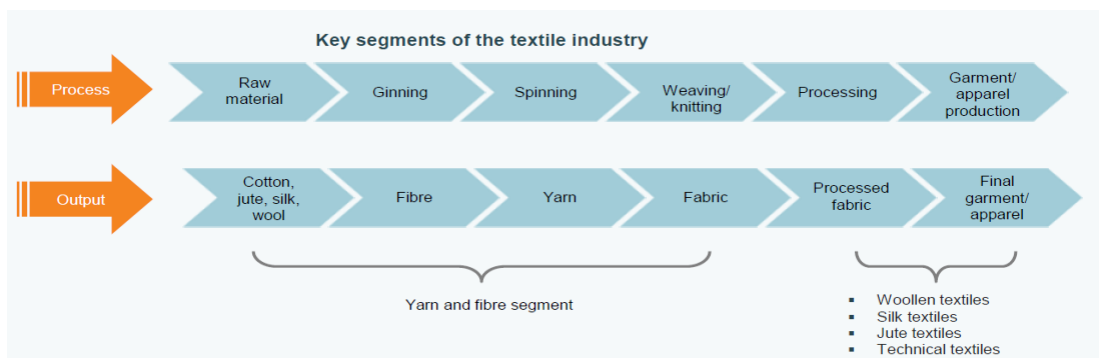 Key segments of the textile industry
Process
Raw
material
Ginning
Spinning
Weaving/
knitting
Processing
Garment/
apparel
production
Output
Cotton,
jute, silk,
wool
Fibre
Yarn
Fabric
Processed
fabric
Final
garment/
apparel
Yarn and fibre segment
▪ Woollen textiles
▪ Silk textiles
▪ Jute textiles
▪ Technical textiles